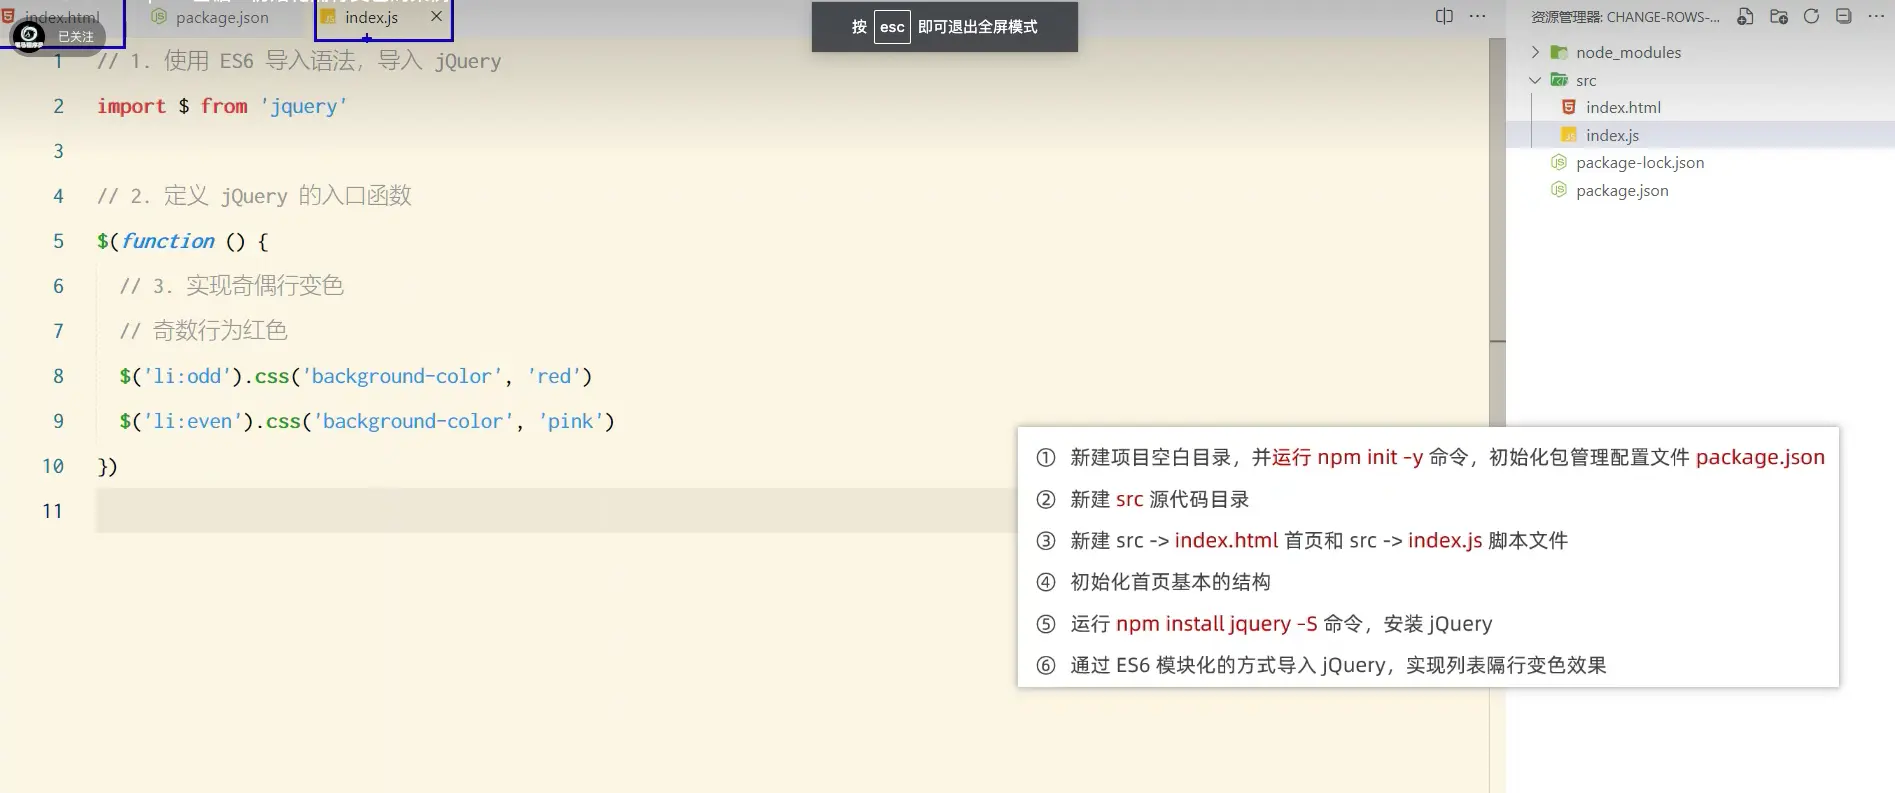 index.html
package.json
index.js
已关注
按 esc 即可退出全屏模式
资源管理器: CHANGE-ROWS-...
node_modules
src
index.html
index.js
package-lock.json
package.json
1 // 1. 使用 ES6 导入语法，导入 jQuery
2 import $ from 'jquery'
3
4 // 2. 定义 jQuery 的入口函数
5 $(function () {
6 // 3. 实现奇偶行变色
7 // 奇数行为红色
8 $('li:odd').css('background-color', 'red')
9 $('li:even').css('background-color', 'pink')
10 })
11
① 新建项目空白目录，并运行 npm init –y 命令，初始化包管理配置文件 package.json
② 新建 src 源代码目录
③ 新建 src -> index.html 首页和 src -> index.js 脚本文件
④ 初始化首页基本的结构
⑤ 运行 npm install jquery –S 命令，安装 jQuery
⑥ 通过 ES6 模块化的方式导入 jQuery，实现列表隔行变色效果